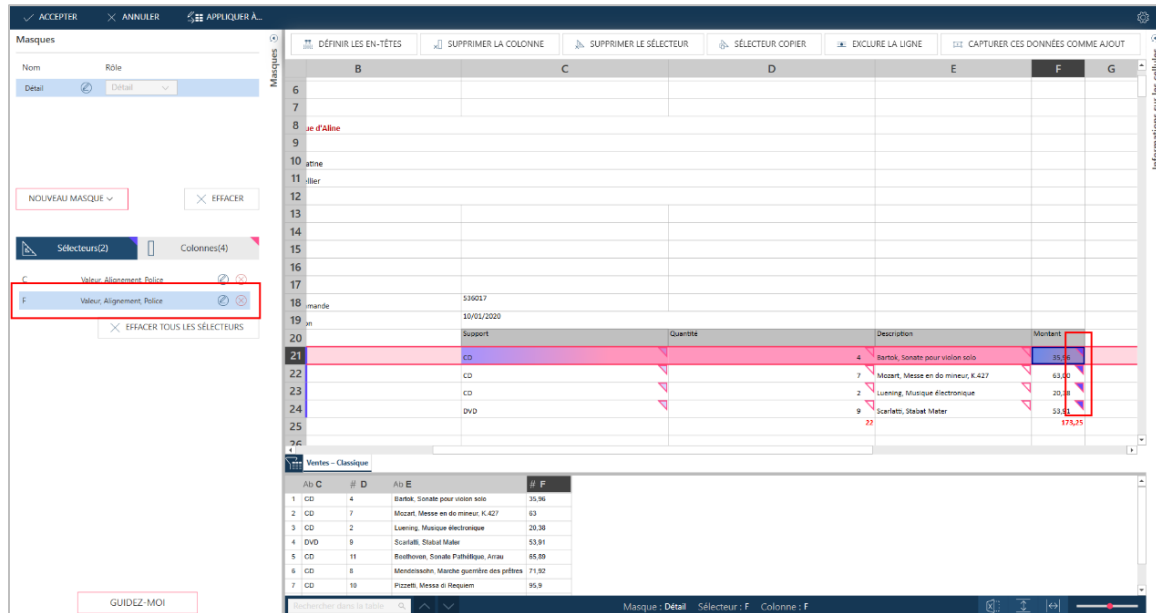 ACCEPTER ANNULER APPLIQUER À...
Masques
Nom Rôle
Détail Détail
NOUVEAU MASQUE EFFACER
Sélecteurs(2) Colonnes(4)
C Valeur, Alignement, Police
F Valeur, Alignement, Police
EFFACER TOUS LES SÉLECTEURS
GUIDEZ-MOI
Masques
DÉFINIR LES EN-TÊTES SUPPRIMER LA COLONNE SUPPRIMER LE SÉLECTEUR SÉLECTEUR COPIER EXCLURE LA LIGNE CAPTURER CES DONNÉES COMME AJOUT
B C D E F G
6
7
8 ue d'Aline
9
10 atine
11 llier
12
13
14
15
16
17
18 mande 536017
19 on 10/01/2020
20 Support Quantité Description Montant
21 CD 4 Bartok, Sonate pour violon solo 35,96
22 CD 7 Mozart, Messe en do mineur, K.427 63,00
23 CD 2 Luening, Musique électronique 20,38
24 DVD 9 Scarlatti, Stabat Mater 53,91
25 22 173,25
26
Informations sur les cellules
Ventes – Classique
Ab C # D Ab E # F
1 CD 4 Bartok, Sonate pour violon solo 35,96
2 CD 7 Mozart, Messe en do mineur, K.427 63
3 CD 2 Luening, Musique électronique 20,38
4 DVD 9 Scarlatti, Stabat Mater 53,91
5 CD 11 Beethoven, Sonate Pathétique, Arrau 65,89
6 CD 8 Mendelssohn, Marche guerrière des prêtres 71,92
7 CD 10 Pizzetti, Messa di Requiem 95,9
Rechercher dans la table Masque : Détail Sélecteur : F Colonne : F